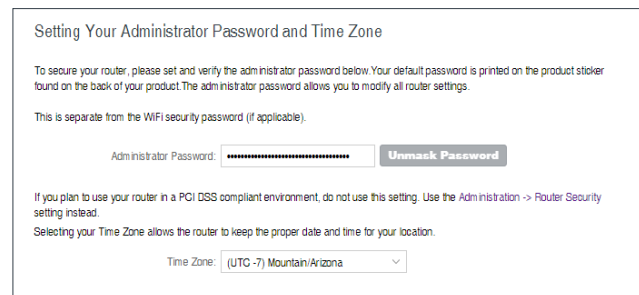 Setting Your Administrator Password and Time Zone
To secure your router, please set and verify the administrator password below.Your default password is printed on the product sticker
found on the back of your product.The administrator password allows you to modify all router settings.
This is separate from the WiFi security password (if applicable).
Administrator Password: •••••••••••••••••••••••••••••••••••• Unmask Password
If you plan to use your router in a PCI DSS compliant environment, do not use this setting. Use the Administration -> Router Security
setting instead.
Selecting your Time Zone allows the router to keep the proper date and time for your location.
Time Zone: (UTC -7) Mountain/Arizona